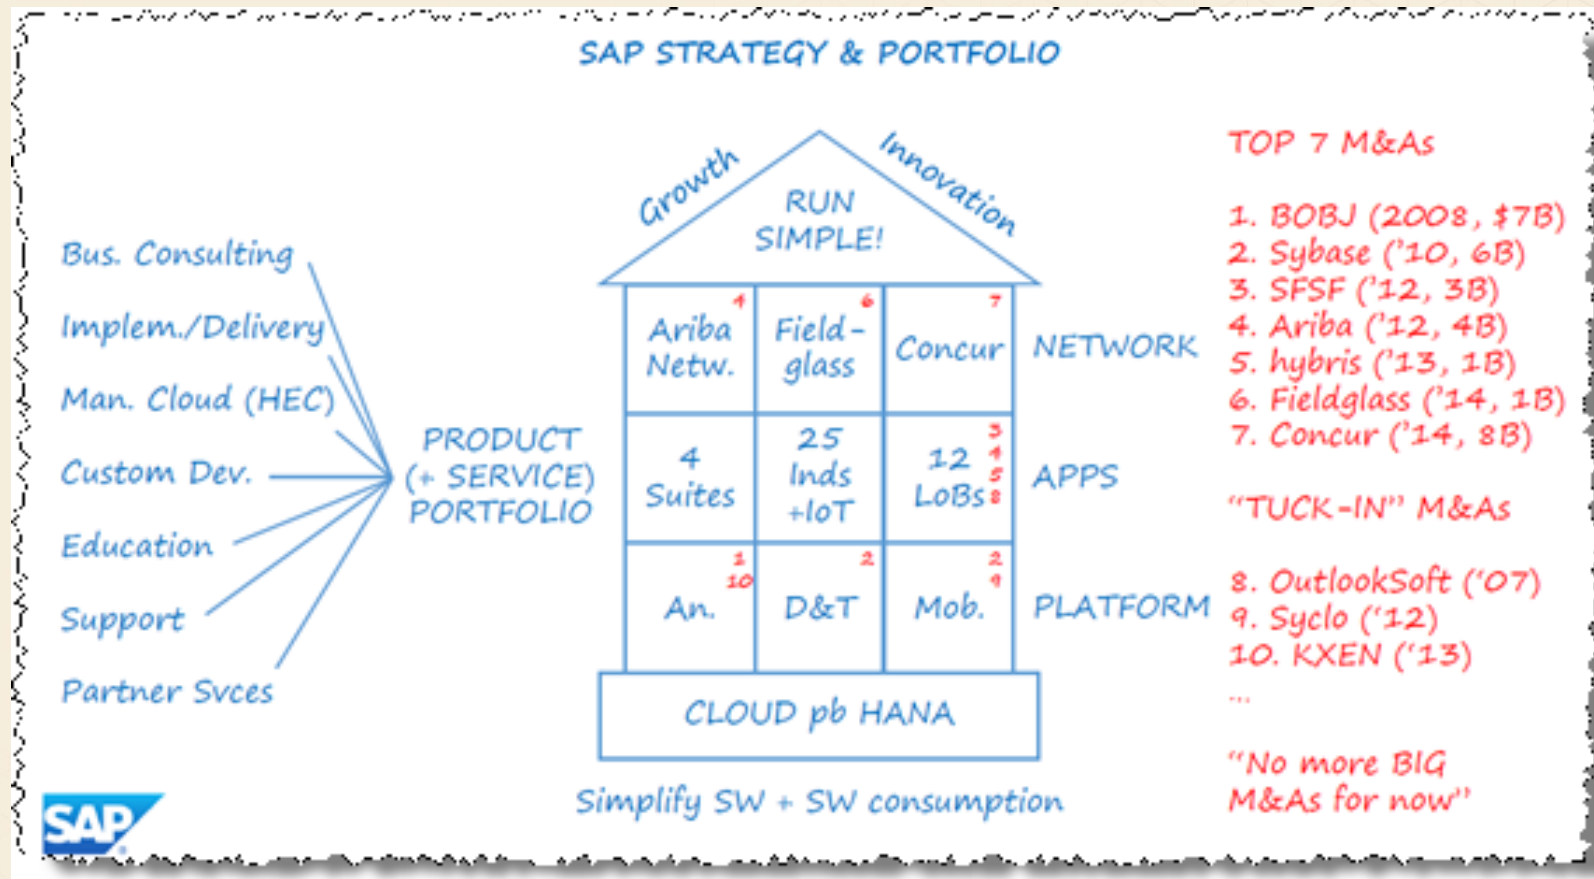 SAP STRATEGY & PORTFOLIO
Growth
Innovation
RUN
SIMPLE!
Bus. Consulting
Implem./Delivery
Man. Cloud (HEC)
Custom Dev.
Education
Support
Partner Svces
PRODUCT
(+ SERVICE)
PORTFOLIO
4
Ariba
Netw.
6
Field-
glass
7
Concur
NETWORK
4
Suites
25
Inds
+IoT
12
LoBs
3
4
5
8
APPS
1
10
An.
2
D&T
2
9
Mob.
PLATFORM
CLOUD pb HANA
Simplify SW + SW consumption
TOP 7 M&As
1. BOBJ (2008, $7B)
2. Sybase ('10, 6B)
3. SFSF ('12, 3B)
4. Ariba ('12, 4B)
5. hybris ('13, 1B)
6. Fieldglass ('14, 1B)
7. Concur ('14, 8B)
"TUCK-IN" M&As
8. OutlookSoft ('07)
9. Syclo ('12)
10. KXEN ('13)
...
"No more BIG
M&As for now"
SAP